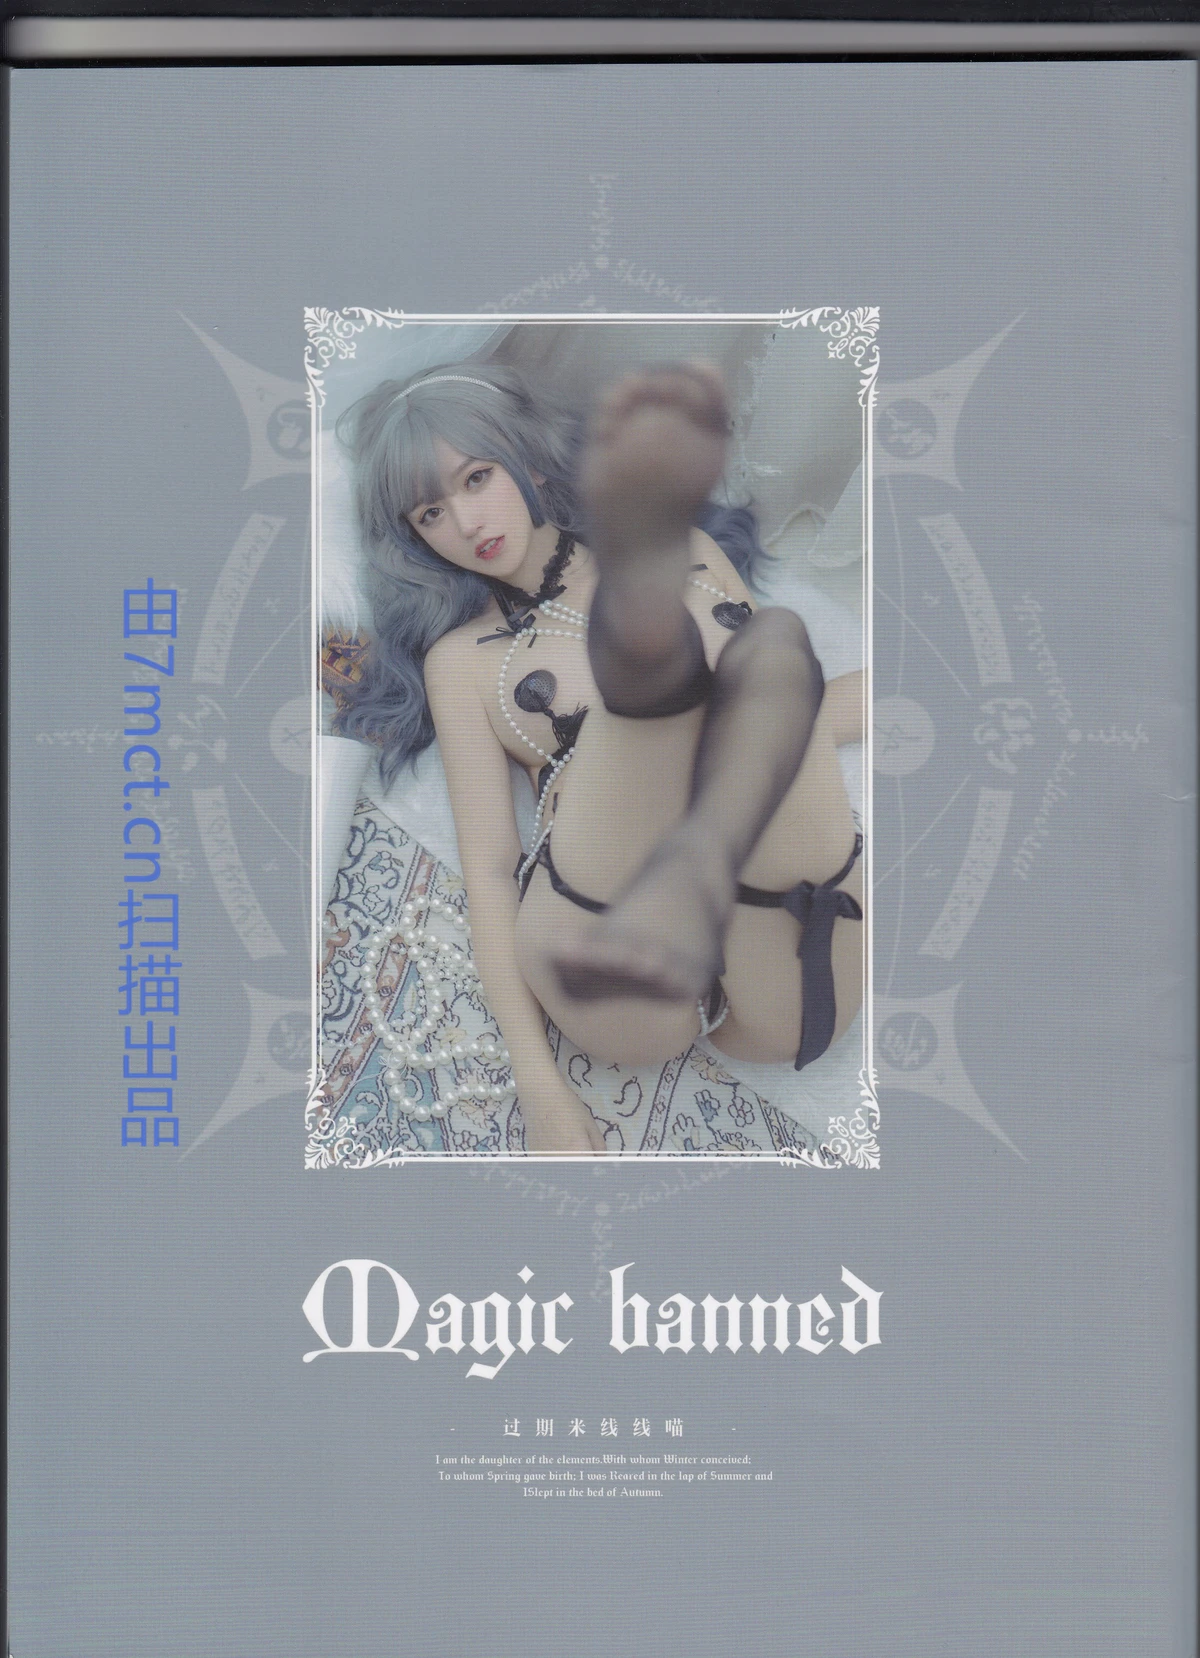 由7mct.cn扫描出品
Magic banned
- 过期米线线喵 -
I am the daughter of the elements.With whom Winter conceived;
To whom Spring gave birth; I was Reared in the lap of Summer and
ISlept in the bed of Autumn.